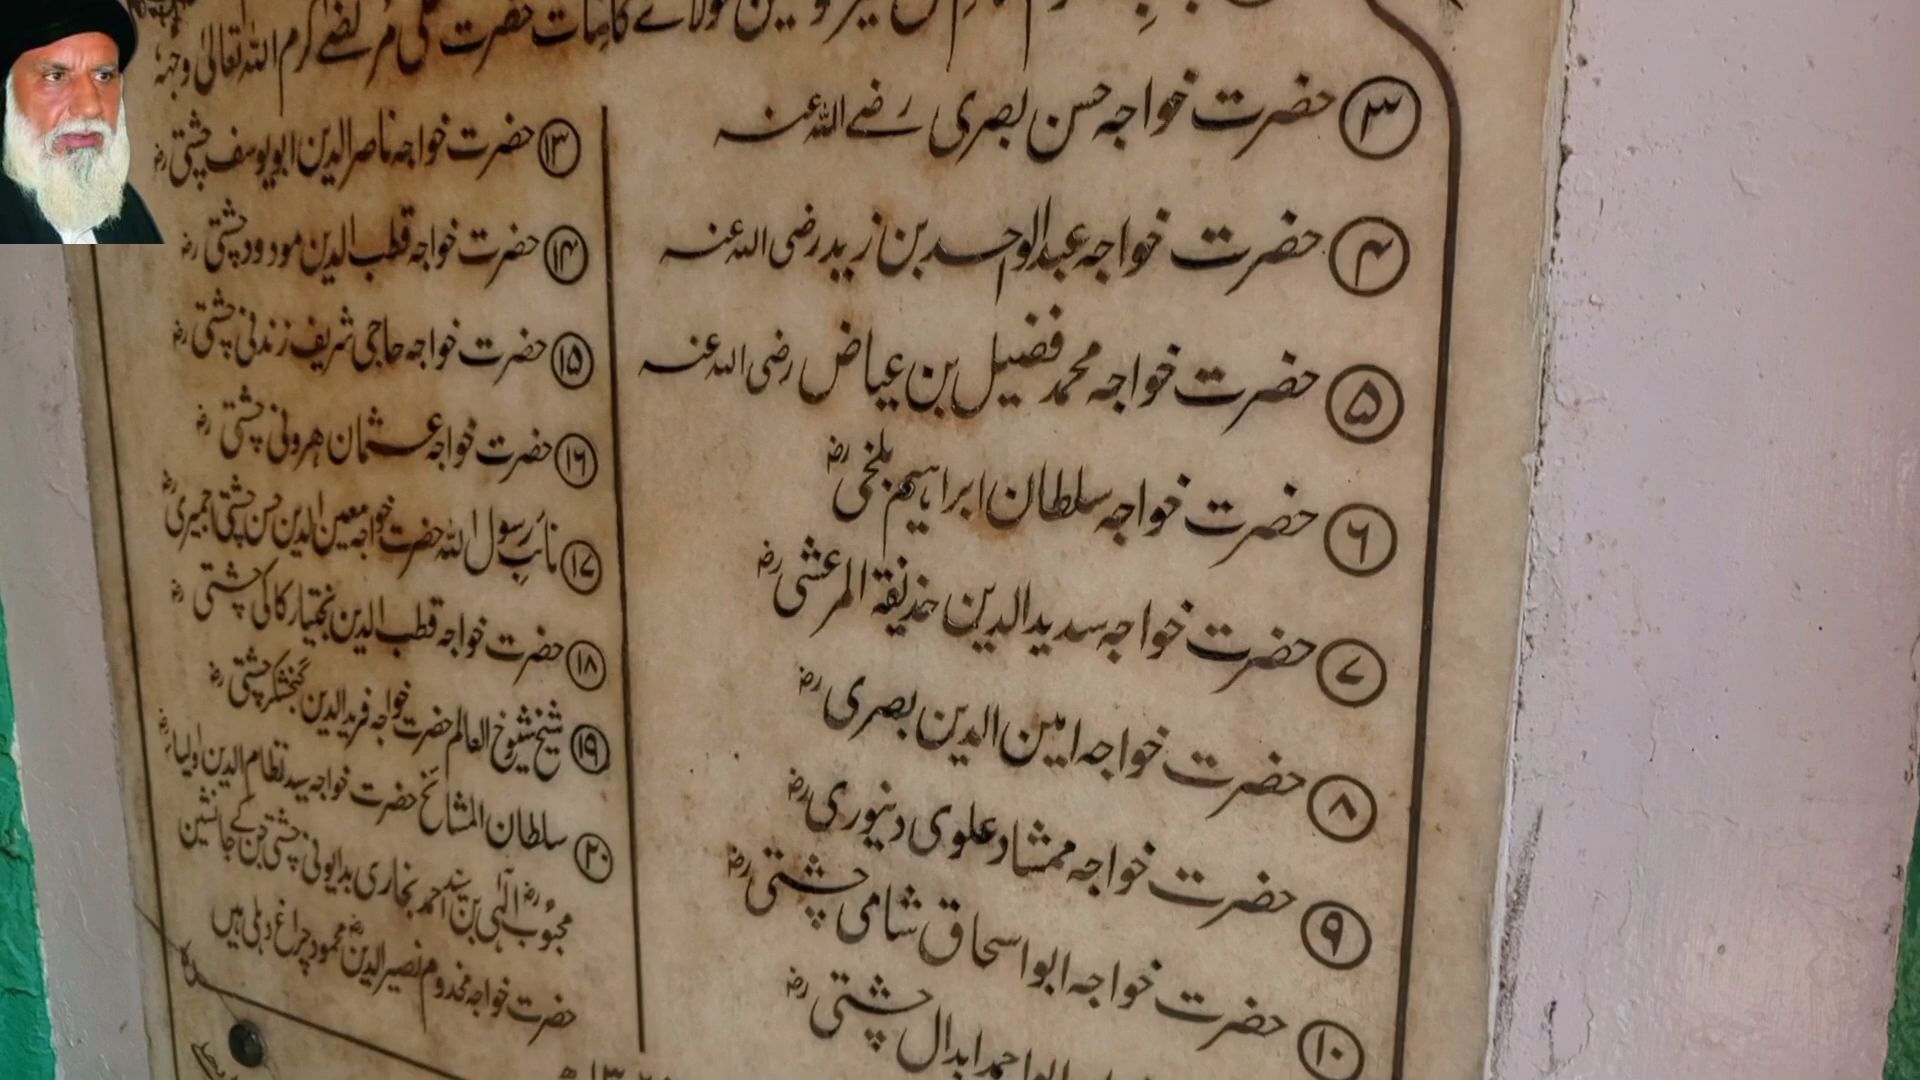 مولائے کائنات حضرت علی مرتضے کرم اللہ تعالیٰ وجہہ
۳ حضرت خواجہ حسن بصری رضے اللہ عنہ
۴ حضرت خواجہ عبدالواحد بن زید رضی اللہ عنہ
۵ حضرت خواجہ محمد فضیل بن عیاض رضی اللہ عنہ
۶ حضرت خواجہ سلطان ابراہیم بلخی رضؓ
۷ حضرت خواجہ سدید الدین حذیفۃ المرعشی رضؓ
۸ حضرت خواجہ امین الدین بصری رضؓ
۹ حضرت خواجہ ممشاد علوی دنیوری رضؓ
۱۰ حضرت خواجہ ابو اسحاق شامی چشتی رضؓ
ابو احمد ابدال چشتی رضؓ
۱۳ حضرت خواجہ ناصر الدین ابو یوسف چشتی رضؓ
۱۴ حضرت خواجہ قطب الدین مودود چشتی رضؓ
۱۵ حضرت خواجہ حاجی شریف زندنی چشتی رضؓ
۱۶ حضرت خواجہ عثمان ہرونی چشتی رضؓ
۱۷ نائب رسول اللہ حضرت خواجہ معین الدین حسن چشتی اجمیری رضؓ
۱۸ حضرت خواجہ قطب الدین بختیار کاکی چشتی رضؓ
۱۹ شیخ شیوخ العالم حضرت خواجہ فرید الدین گنجشکر چشتی رضؓ
۲۰ سلطان المشائخ حضرت خواجہ سید نظام الدین اولیاء
محبوب الٰہی بن سید احمد بخاری بدایونی چشتی جن کے جانشین
حضرت خواجہ مخدوم نصیر الدین محمود چراغ دہلی ہیں